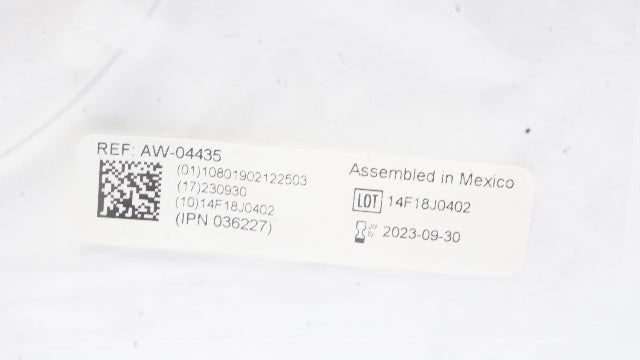 REF: AW-04435
(01)10801902122503
(17)230930
(10)14F18J0402
(IPN 036227)
Assembled in Mexico
LOT 14F18J0402
2023-09-30